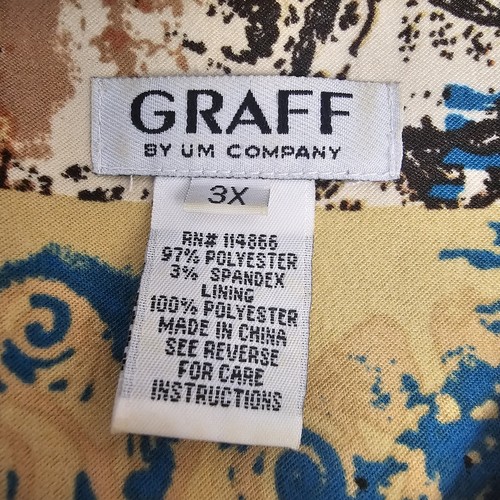 GRAFF
BY UM COMPANY
3X
RN# 114866
97% POLYESTER
3% SPANDEX
LINING
100% POLYESTER
MADE IN CHINA
SEE REVERSE
FOR CARE
INSTRUCTIONS